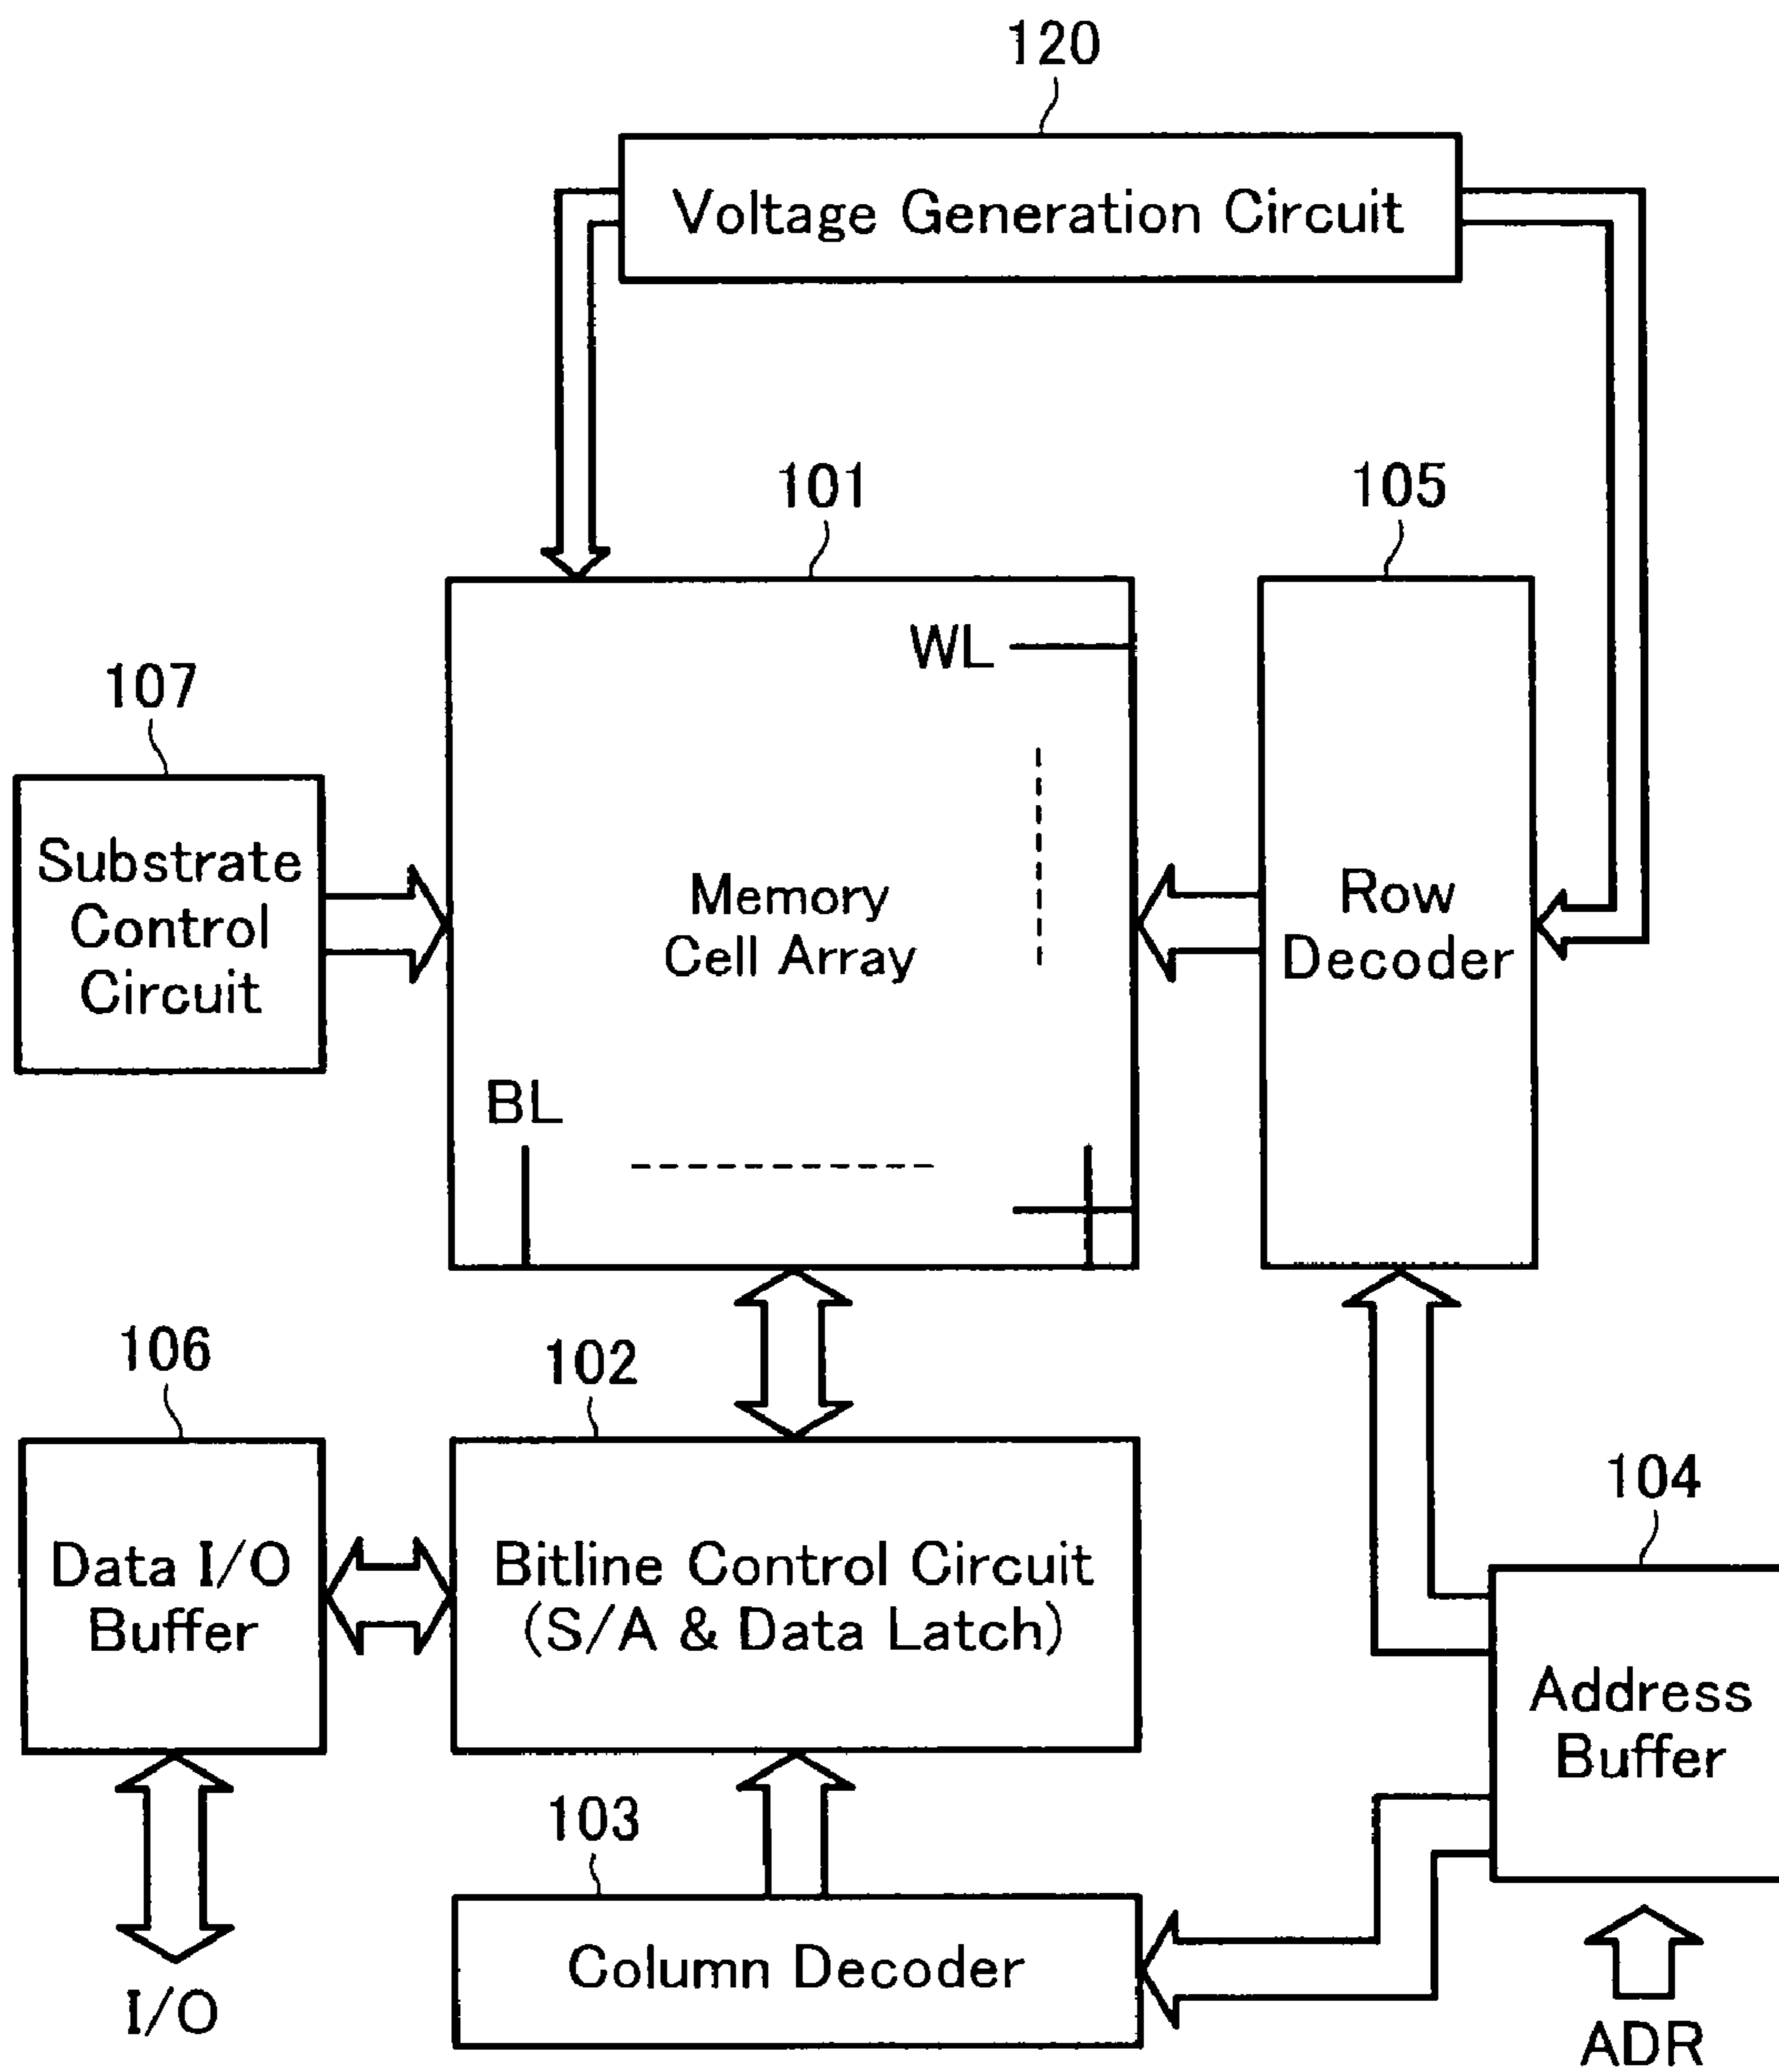 120
Voltage Generation Circuit
101
105
WL
107
Substrate
Control
Circuit
Memory
Cell Array
Row
Decoder
BL
106
102
104
Data I/O
Buffer
Bitline Control Circuit
(S/A & Data Latch)
Address
Buffer
103
Column Decoder
I/O
ADR